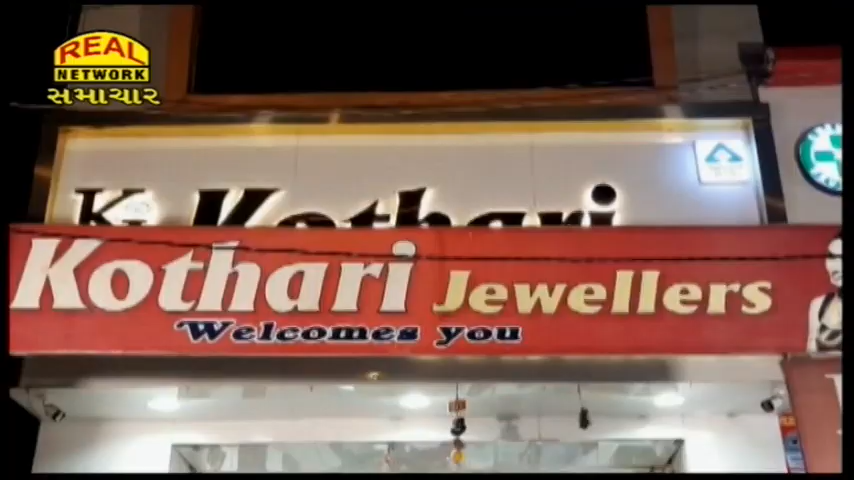 REAL
NETWORK
સમાચાર
K
Kothari
Kothari Jewellers
Welcomes you